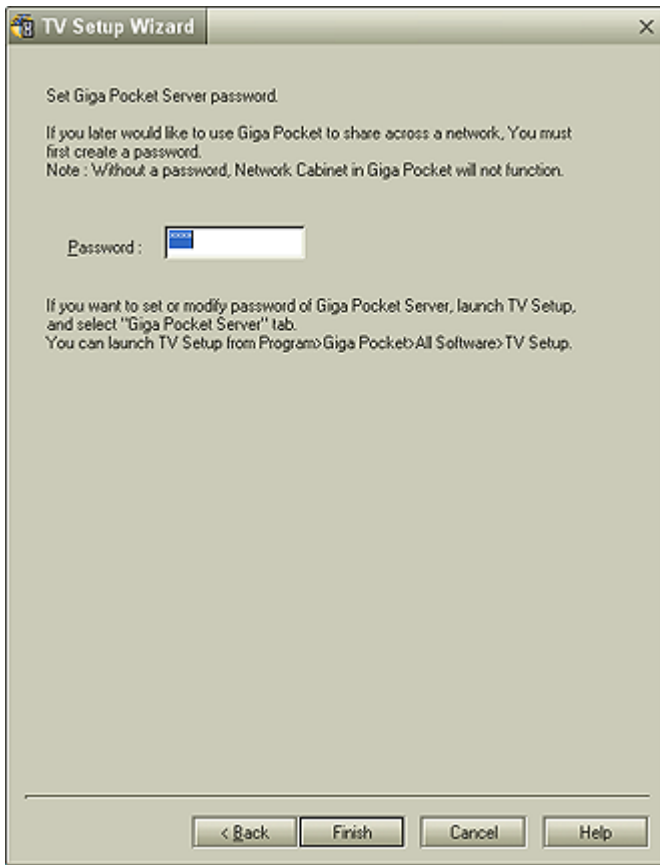 TV Setup Wizard
Set Giga Pocket Server password.
If you later would like to use Giga Pocket to share across a network, You must
first create a password.
Note : Without a password, Network Cabinet in Giga Pocket will not function.
Password :
xxxx
If you want to set or modify password of Giga Pocket Server, launch TV Setup,
and select "Giga Pocket Server" tab.
You can launch TV Setup from Program>Giga Pocket>All Software>TV Setup.
< Back
Finish
Cancel
Help